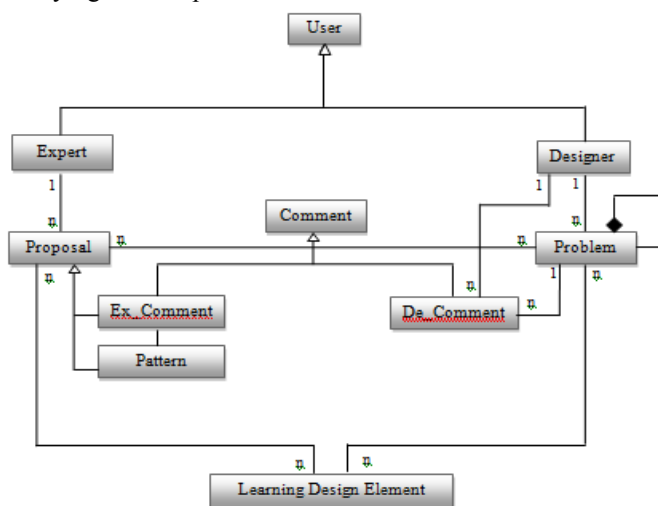 User
Expert
Designer
1
1
1
n
n
Comment
Proposal
n
n
Problem
n
1
n
n
Ex_Comment
De_Comment
n
Pattern
n
n
Learning Design Element